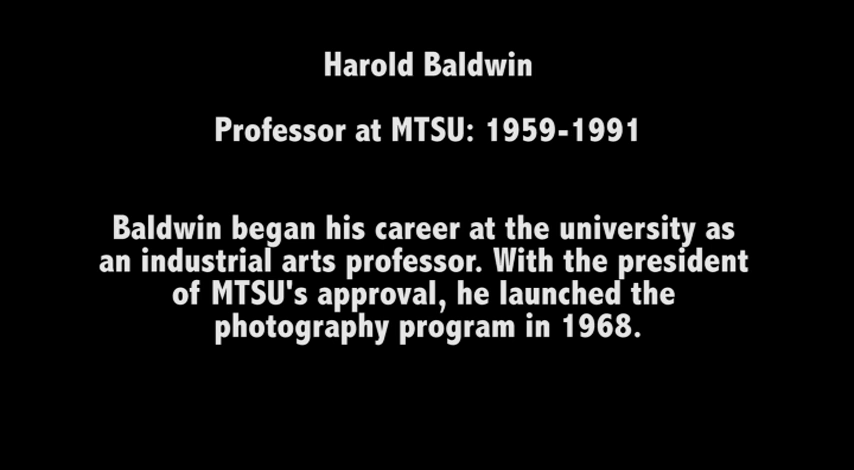 Harold Baldwin
Professor at MTSU: 1959-1991
Baldwin began his career at the university as
an industrial arts professor. With the president
of MTSU's approval, he launched the
photography program in 1968.